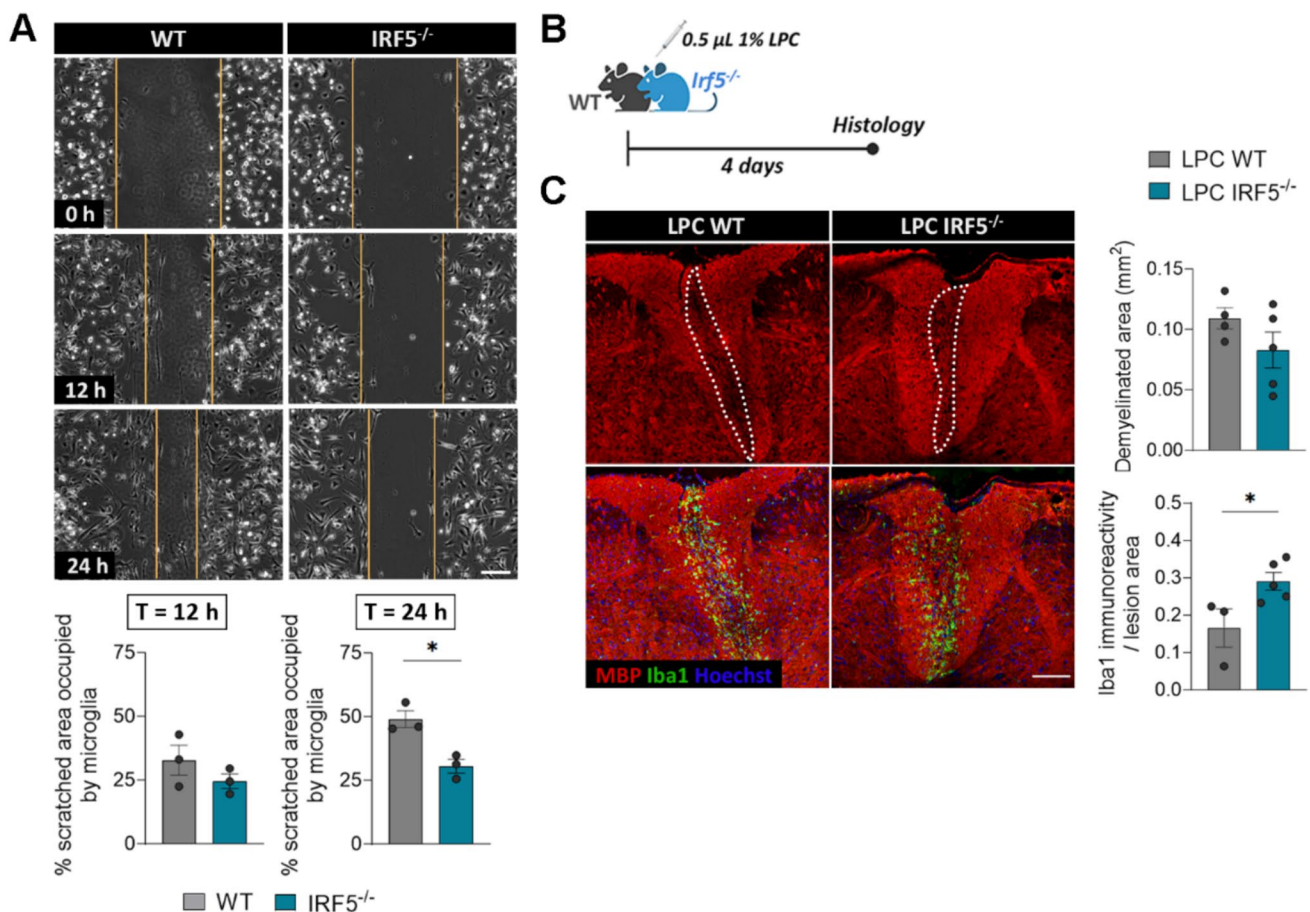 A
WT
IRF5-/-
0 h
12 h
24 h
T = 12 h
T = 24 h
% scratched area occupied
by microglia
75
50
25
0
% scratched area occupied
by microglia
75
50
25
0
*
WT
IRF5-/-
B
0.5 µL 1% LPC
WT
Irf5-/-
Histology
4 days
C
LPC WT
LPC IRF5-/-
MBP Iba1 Hoechst
LPC WT
LPC IRF5-/-
Demyelinated area (mm²)
0.15
0.10
0.05
0.00
Iba1 immunoreactivity
/ lesion area
0.5
0.4
0.3
0.2
0.1
0.0
*